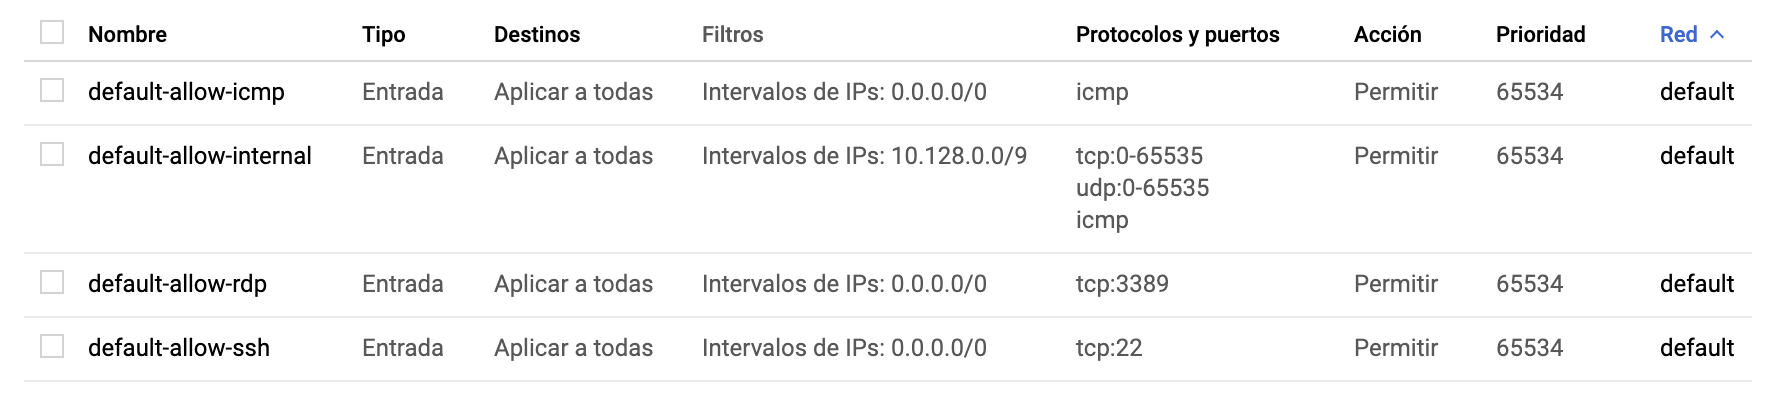 Nombre Tipo Destinos Filtros Protocolos y puertos Acción Prioridad Red
default-allow-icmp Entrada Aplicar a todas Intervalos de IPs: 0.0.0.0/0 icmp Permitir 65534 default
default-allow-internal Entrada Aplicar a todas Intervalos de IPs: 10.128.0.0/9 tcp:0-65535 Permitir 65534 default
udp:0-65535
icmp
default-allow-rdp Entrada Aplicar a todas Intervalos de IPs: 0.0.0.0/0 tcp:3389 Permitir 65534 default
default-allow-ssh Entrada Aplicar a todas Intervalos de IPs: 0.0.0.0/0 tcp:22 Permitir 65534 default